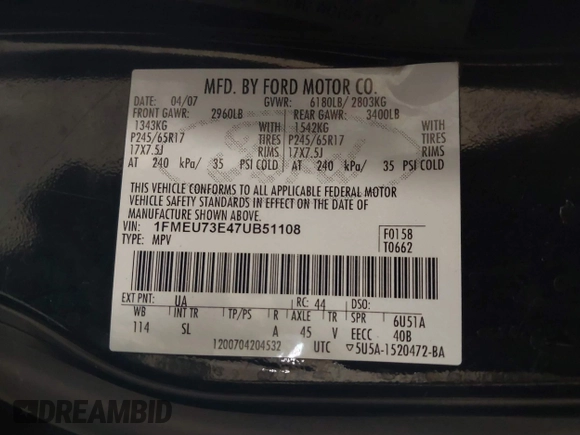 MFD. BY FORD MOTOR CO.
DATE: 04/07 GVWR: 6180LB/ 2803KG
FRONT GAWR: 2960LB REAR GAWR: 3400LB
1343KG WITH 1542KG WITH
P245/65R17 TIRES P245/65R17 TIRES
17X7.5J RIMS 17X7.5J RIMS
AT 240 kPa/ 35 PSI COLD AT 240 kPa/ 35 PSI COLD
THIS VEHICLE CONFORMS TO ALL APPLICABLE FEDERAL MOTOR
VEHICLE SAFETY STANDARDS IN EFFECT ON THE DATE OF
MANUFACTURE SHOWN ABOVE.
VIN: 1FMEU73E47UB51108 F0158
TYPE: MPV T0662
EXT PNT: UA RC: 44 DSO:
WB INT TR TP/PS R AXLE TR SPR 6U51A
114 SL A 45 V EECC 40B
1200704204532 UTC ▽5U5A-1520472-BA
DREAMBID